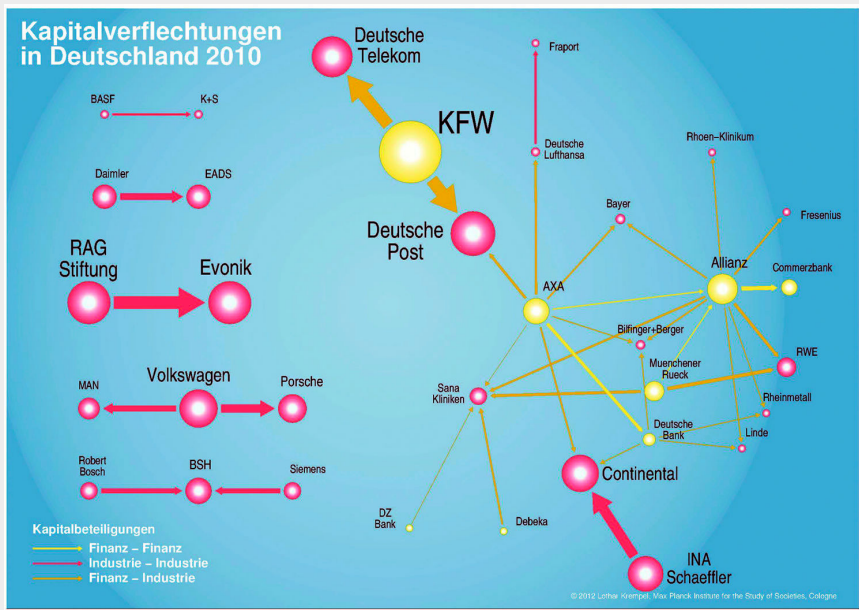 Kapitalverflechtungen
in Deutschland 2010
Deutsche
Telekom
Fraport
BASF
K+S
KFW
Deutsche
Lufthansa
Rhoen-Klinikum
Daimler
EADS
Bayer
Fresenius
Deutsche
Post
RAG
Stiftung
Evonik
Allianz
Commerzbank
AXA
Bilfinger+Berger
Muenchener
Rueck
RWE
MAN
Volkswagen
Porsche
Sana
Kliniken
Rheinmetall
Deutsche
Bank
Linde
Robert
Bosch
BSH
Siemens
Continental
DZ
Bank
Debeka
Kapitalbeteiligungen
Finanz – Finanz
Industrie – Industrie
Finanz – Industrie
INA
Schaeffler
© 2012 Lothar Krempel, Max Planck Institute for the Study of Societies, Cologne